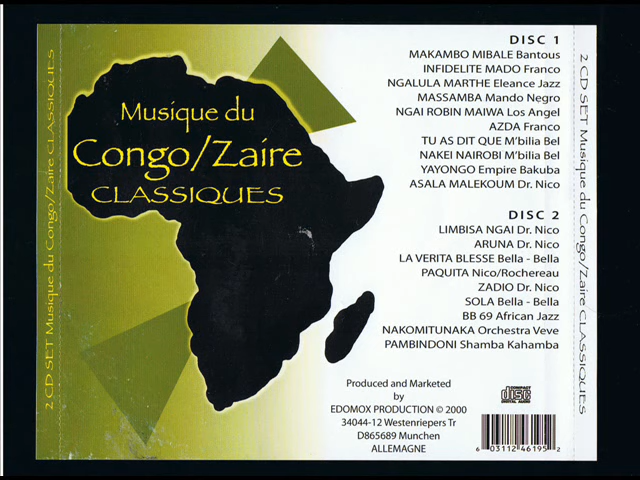 2 CD SET Musique du Congo/Zaire CLASSIQUES
Musique du
Congo/Zaire
CLASSIQUES
DISC 1
MAKAMBO MIBALE Bantous
INFIDELITE MADO Franco
NGALULA MARTHE Eleance Jazz
MASSAMBA Mando Negro
NGAI ROBIN MAIWA Los Angel
AZDA Franco
TU AS DIT QUE M'bilia Bel
NAKEI NAIROBI M'bilia Bel
YAYONGO Empire Bakuba
ASALA MALEKOUM Dr. Nico
DISC 2
LIMBISA NGAI Dr. Nico
ARUNA Dr. Nico
LA VERITA BLESSE Bella - Bella
PAQUITA Nico/Rochereau
ZADIO Dr. Nico
SOLA Bella - Bella
BB 69 African Jazz
NAKOMITUNAKA Orchestra Veve
PAMBINDONI Shamba Kahamba
Produced and Marketed
by
EDOMOX PRODUCTION © 2000
34044-12 Westenriepers Tr
D865689 Munchen
ALLEMAGNE
COMPACT
disc
DIGITAL AUDIO
6 03112 46195 2
2 CD SET Musique du Congo/Zaire CLASSIQUES